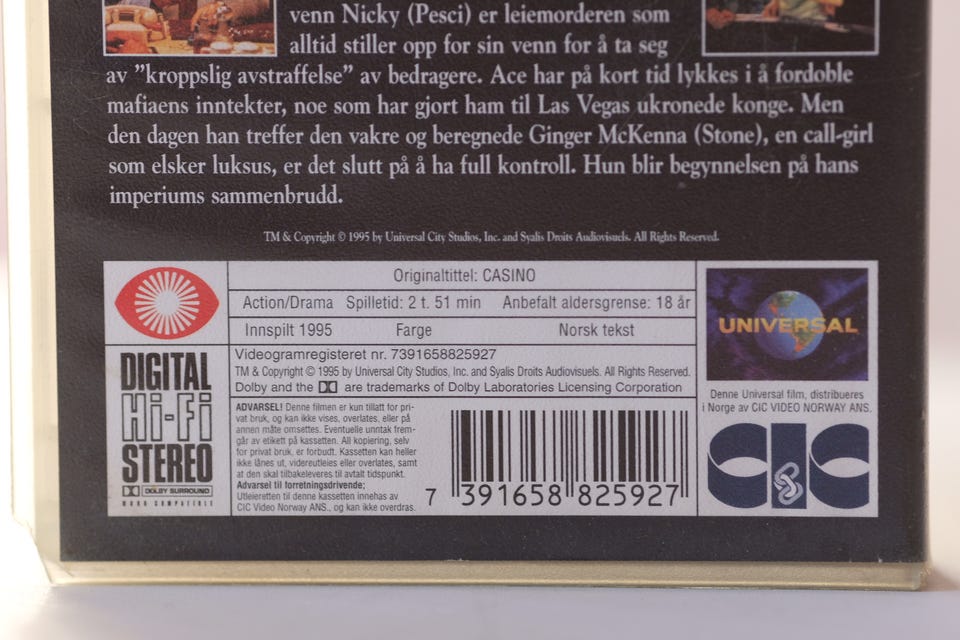 venn Nicky (Pesci) er leiemorderen som
alltid stiller opp for sin venn for å ta seg
av "kroppslig avstraffelse" av bedragere. Ace har på kort tid lykkes i å fordoble
mafiaens inntekter, noe som har gjort ham til Las Vegas ukronede konge. Men
den dagen han treffer den vakre og beregnede Ginger McKenna (Stone), en call-girl
som elsker luksus, er det slutt på å ha full kontroll. Hun blir begynnelsen på hans
imperiums sammenbrudd.
TM & Copyright © 1995 by Universal City Studios, Inc. and Syalis Droits Audiovisuels. All Rights Reserved.
Originaltittel: CASINO
Action/Drama Spilletid: 2 t. 51 min Anbefalt aldersgrense: 18 år
Innspilt 1995 Farge Norsk tekst
Videogramregisteret nr. 7391658825927
TM & Copyright © 1995 by Universal City Studios, Inc. and Syalis Droits Audiovisuels. All Rights Reserved.
Dolby and the DD are trademarks of Dolby Laboratories Licensing Corporation
DIGITAL
Hi-Fi
STEREO
DOLBY SURROUND
MONO COMPATIBLE
ADVARSEL! Denne filmen er kun tillatt for pri-
vat bruk, og kan ikke vises, overlates, eller på
annen måte omsettes. Eventuelle unntak frem-
går av etikett på kassetten. All kopiering, selv
for privat bruk, er forbudt. Kassetten kan heller
ikke lånes ut, videreutleies eller overlates, samt
at den skal tilbakeleveres til avtalt tidspunkt.
Advarsel til forretningsdrivende;
Utleieretten til denne kassetten innehas av
CIC Video Norway ANS., og kan ikke overdras.
7 391658 825927
UNIVERSAL
Denne Universal film, distribueres
i Norge av CIC VIDEO NORWAY ANS.
CIC